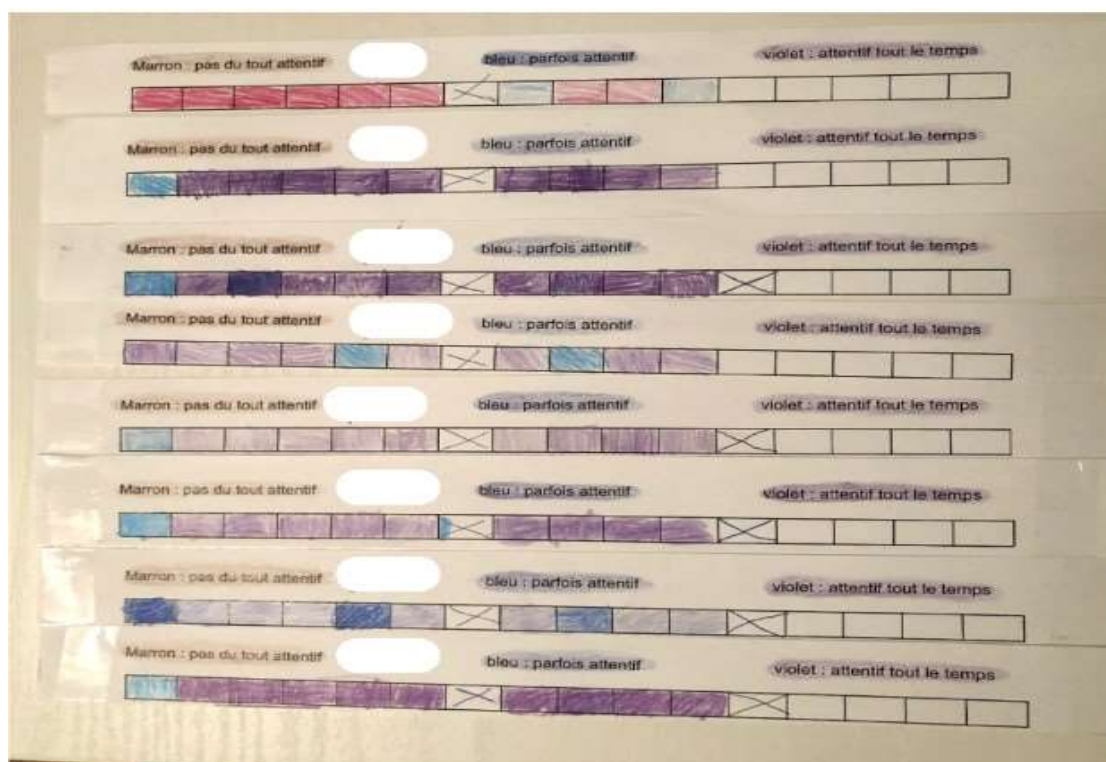 Marron : pas du tout attentif bleu : parfois attentif violet : attentif tout le temps
Marron : pas du tout attentif bleu : parfois attentif violet : attentif tout le temps
Marron : pas du tout attentif bleu : parfois attentif violet : attentif tout le temps
Marron : pas du tout attentif bleu : parfois attentif violet : attentif tout le temps
Marron : pas du tout attentif bleu : parfois attentif violet : attentif tout le temps
Marron : pas du tout attentif bleu : parfois attentif violet : attentif tout le temps
Marron : pas du tout attentif bleu : parfois attentif violet : attentif tout le temps
Marron : pas du tout attentif bleu : parfois attentif violet : attentif tout le temps